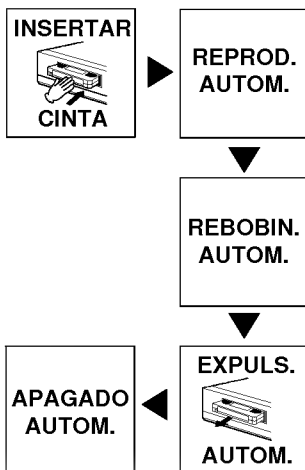 INSERTAR
CINTA
REPROD.
AUTOM.
REBOBIN.
AUTOM.
EXPULS.
AUTOM.
APAGADO
AUTOM.